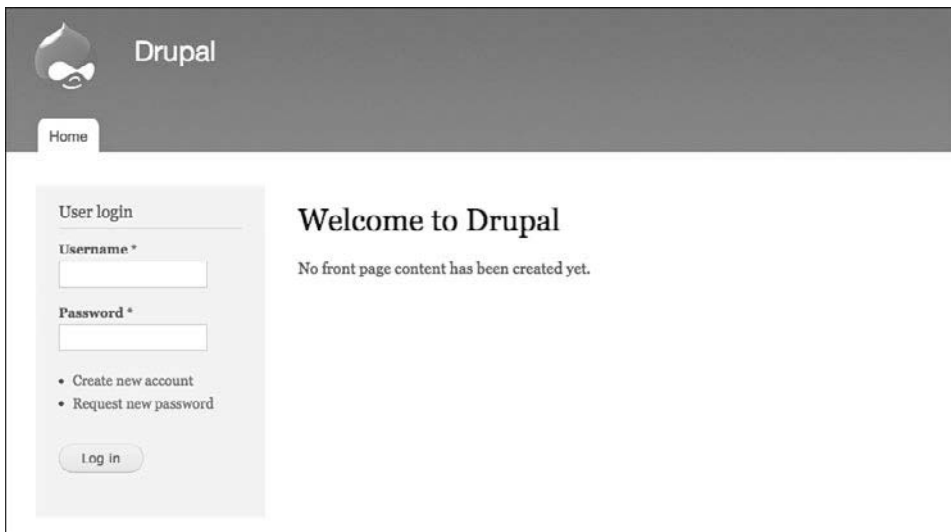 Drupal
Home
User login
Username *
Password *
• Create new account
• Request new password
Log in
Welcome to Drupal
No front page content has been created yet.